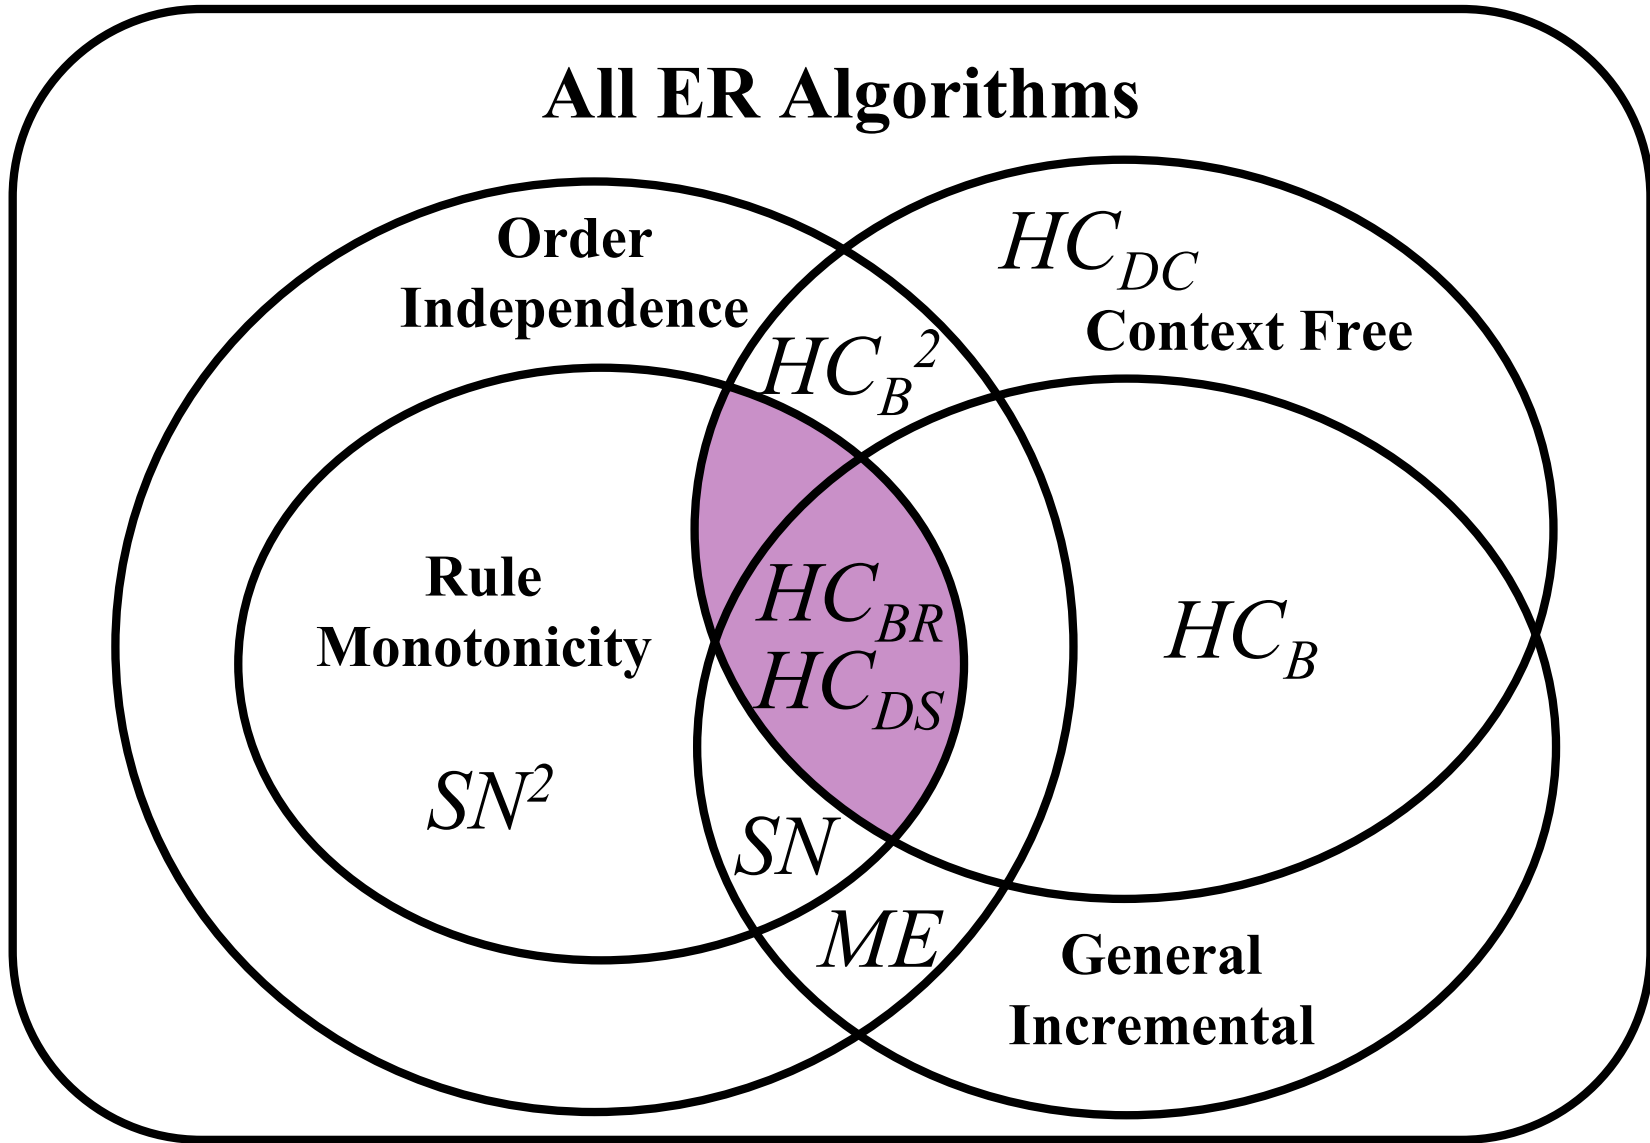 All ER Algorithms
Order
Independence
HC_DC
Context Free
HC_B^2
Rule
Monotonicity
HC_BR
HC_DS
HC_B
SN^2
SN
ME
General
Incremental